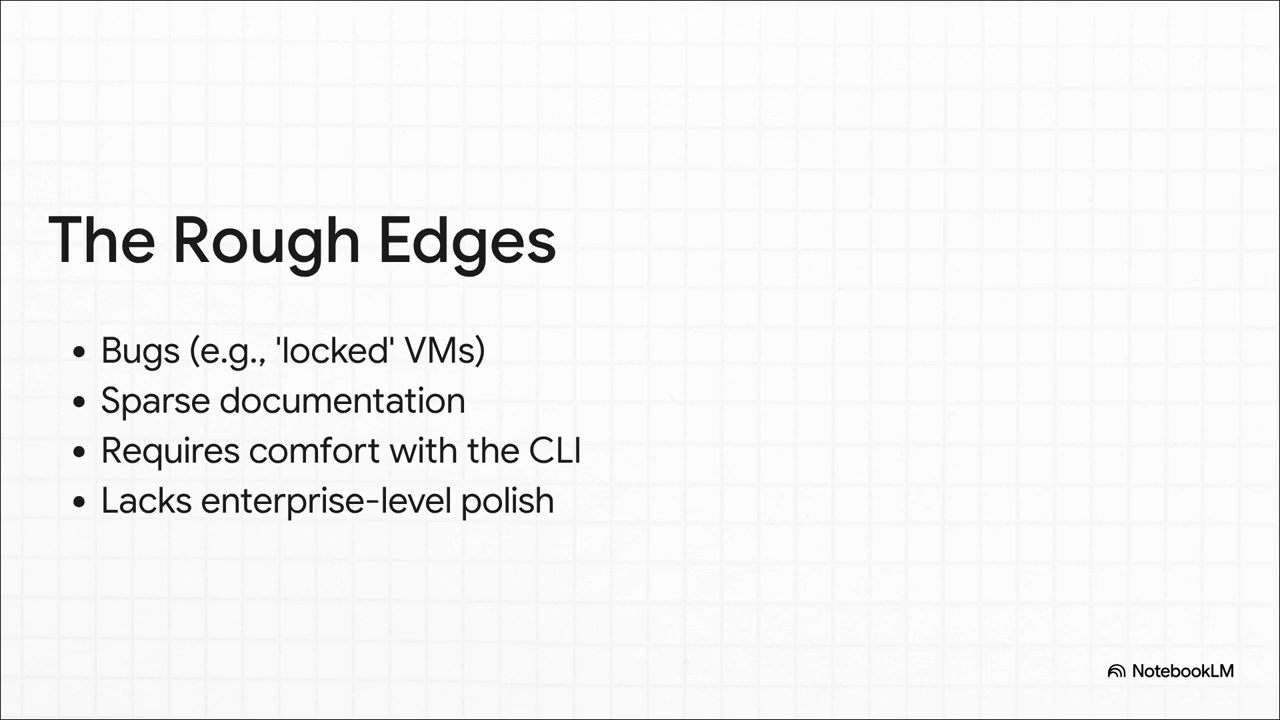 The Rough Edges
• Bugs (e.g., 'locked' VMs)
• Sparse documentation
• Requires comfort with the CLI
• Lacks enterprise-level polish
NotebookLM